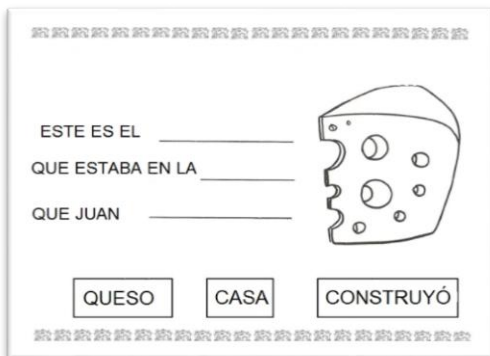 ESTE ES EL
QUE ESTABA EN LA
QUE JUAN
QUESO CASA CONSTRUYÓ